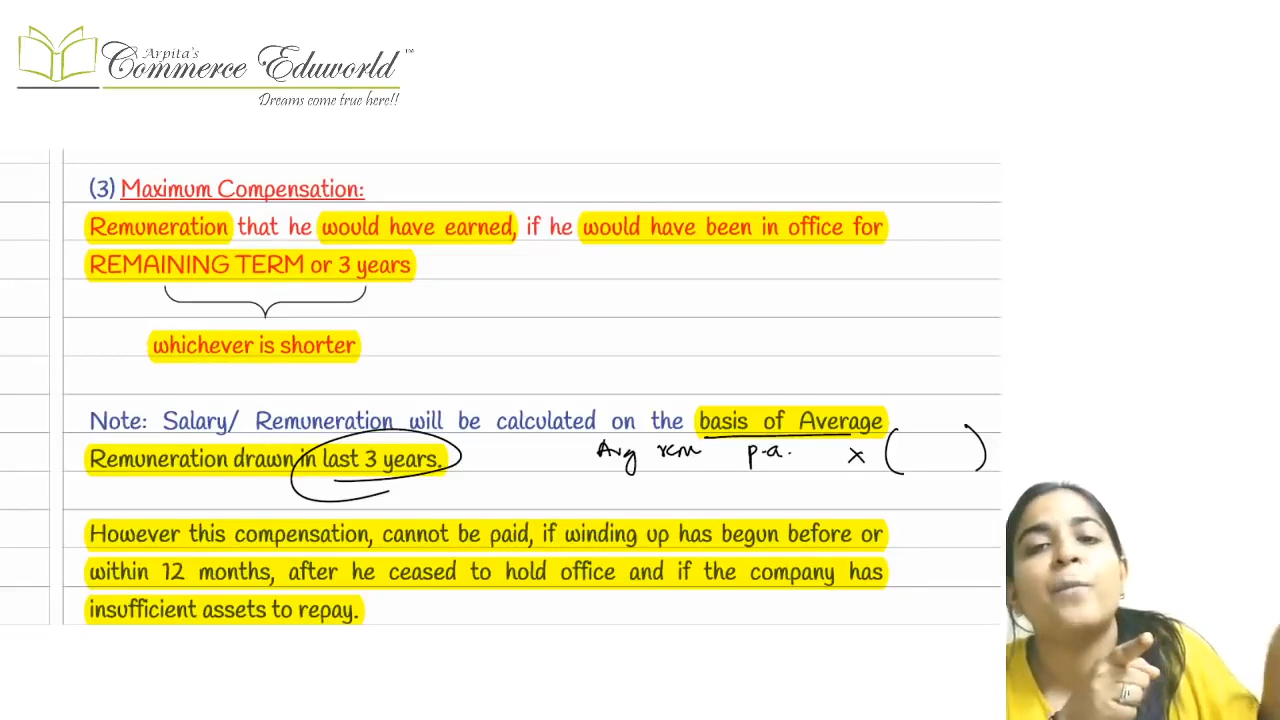 Arpita's
Commerce Eduworld™
Dreams come true here!!
(3) Maximum Compensation:
Remuneration that he would have earned, if he would have been in office for
REMAINING TERM or 3 years
whichever is shorter
Note: Salary/ Remuneration will be calculated on the basis of Average
Remuneration drawn in last 3 years.
Avg rem p.a. × ( )
However this compensation, cannot be paid, if winding up has begun before or
within 12 months, after he ceased to hold office and if the company has
insufficient assets to repay.